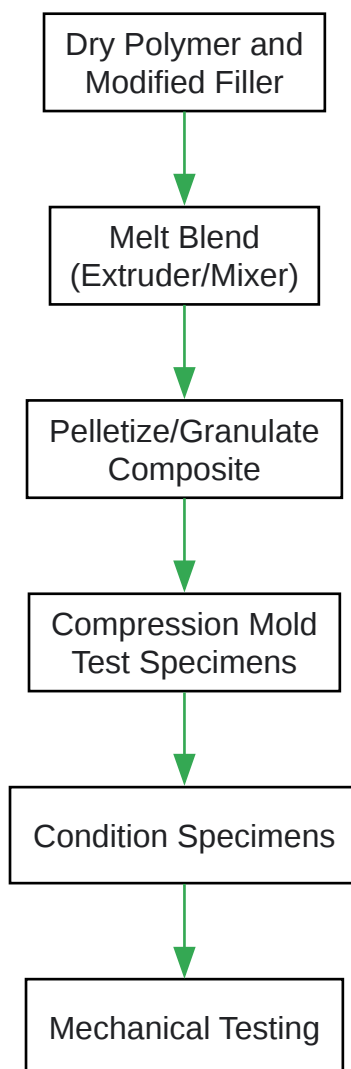 Dry Polymer and
Modified Filler
Melt Blend
(Extruder/Mixer)
Pelletize/Granulate
Composite
Compression Mold
Test Specimens
Condition Specimens
Mechanical Testing